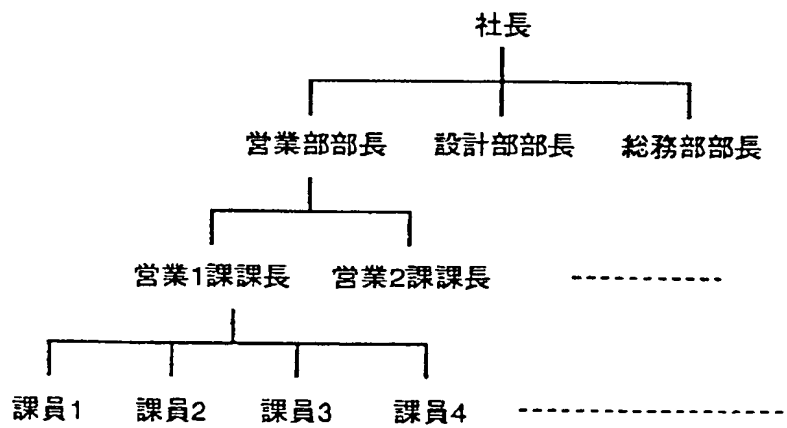 社長
営業部部長 設計部部長 総務部部長
営業1課課長 営業2課課長
課員1 課員2 課員3 課員4